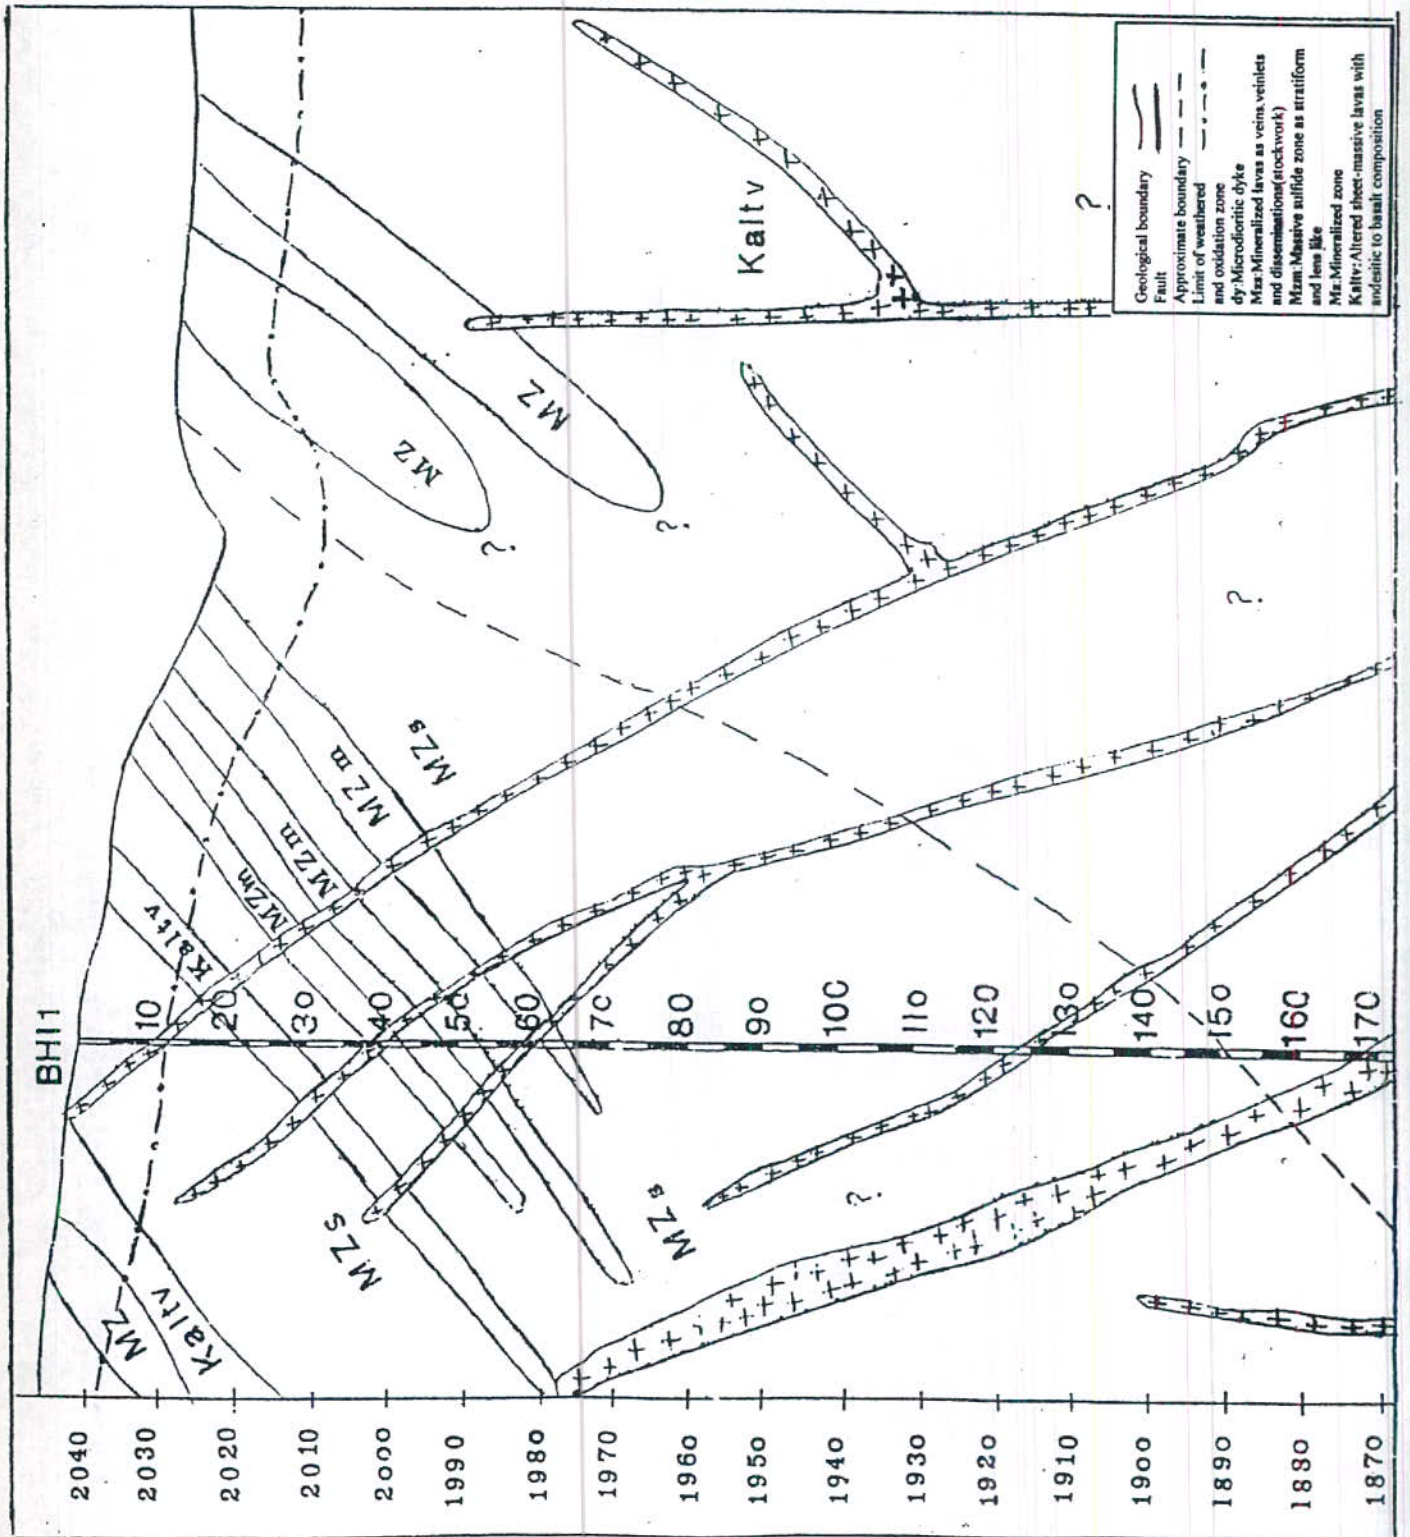 BH11
10
20
30
40
50
60
70
80
90
100
110
120
130
140
150
160
170
MZ
Kaltv
Kaltv
MZm
MZm
MZ m
MZs
MZs
MZs
MZ
MZ
Kaltv
?
?
?
?
?
2040
2030
2020
2010
2000
1990
1980
1970
1960
1950
1940
1930
1920
1910
1900
1890
1880
1870
Geological boundary
Fault
Approximate boundary
Limit of weathered
and oxidation zone
dy:Microdioritic dyke
Mzs:Mineralized lavas as veins,veinlets
and disseminations(stockwork)
Mzm:Massive sulfide zone as stratiform
and lens like
Mz:Mineralized zone
Kaltv:Altered sheet-massive lavas with
andesitic to basalt composition